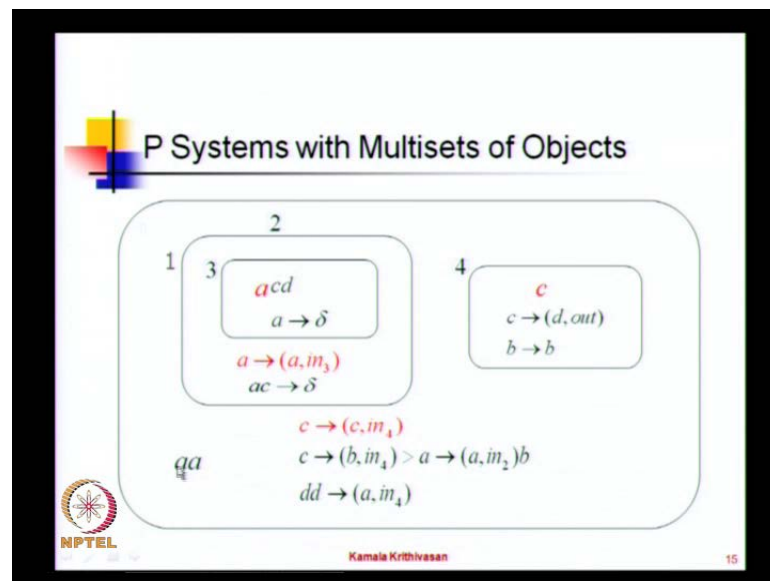 P Systems with Multisets of Objects
2
1
3
acd
a → δ
a → (a, in₃)
ac → δ
4
c
c → (d, out)
b → b
c → (c, in₄)
aa
c → (b, in₄) > a → (a, in₂)b
dd → (a, in₄)
NPTEL
Kamala Krithivasan
15